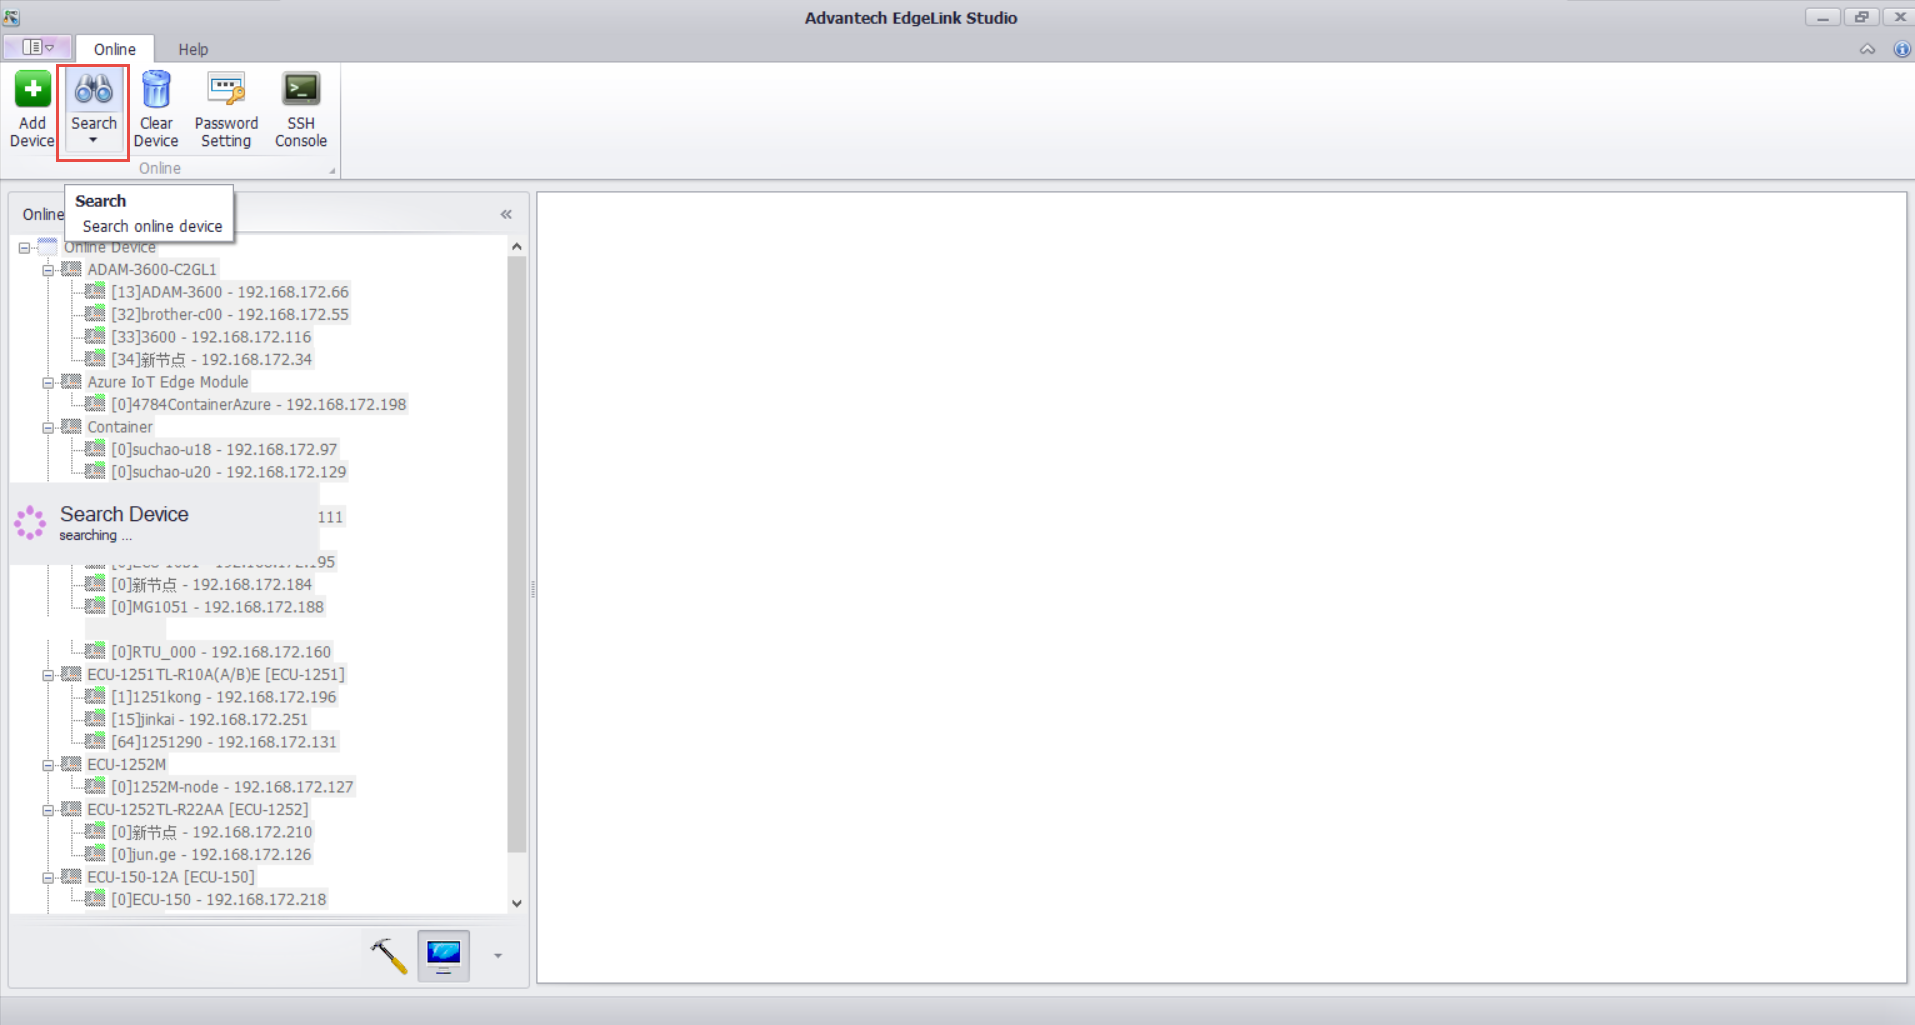 Advantech EdgeLink Studio
Online
Help
Add Device
Search
Clear Device
Password Setting
SSH Console
Online
Search
Search online device
Online
Online Device
ADAM-3600-C2GL1
[13]ADAM-3600 - 192.168.172.66
[32]brother-c00 - 192.168.172.55
[33]3600 - 192.168.172.116
[34]新节点 - 192.168.172.34
Azure IoT Edge Module
[0]4784ContainerAzure - 192.168.172.198
Container
[0]suchao-u18 - 192.168.172.97
[0]suchao-u20 - 192.168.172.129
Search Device
111
searching ...
[0]ECU-1051 - 192.168.172.195
[0]新节点 - 192.168.172.184
[0]MG1051 - 192.168.172.188
[0]RTU_000 - 192.168.172.160
ECU-1251TL-R10A(A/B)E [ECU-1251]
[1]1251kong - 192.168.172.196
[15]jinkai - 192.168.172.251
[64]1251290 - 192.168.172.131
ECU-1252M
[0]1252M-node - 192.168.172.127
ECU-1252TL-R22AA [ECU-1252]
[0]新节点 - 192.168.172.210
[0]jun.ge - 192.168.172.126
ECU-150-12A [ECU-150]
[0]ECU-150 - 192.168.172.218